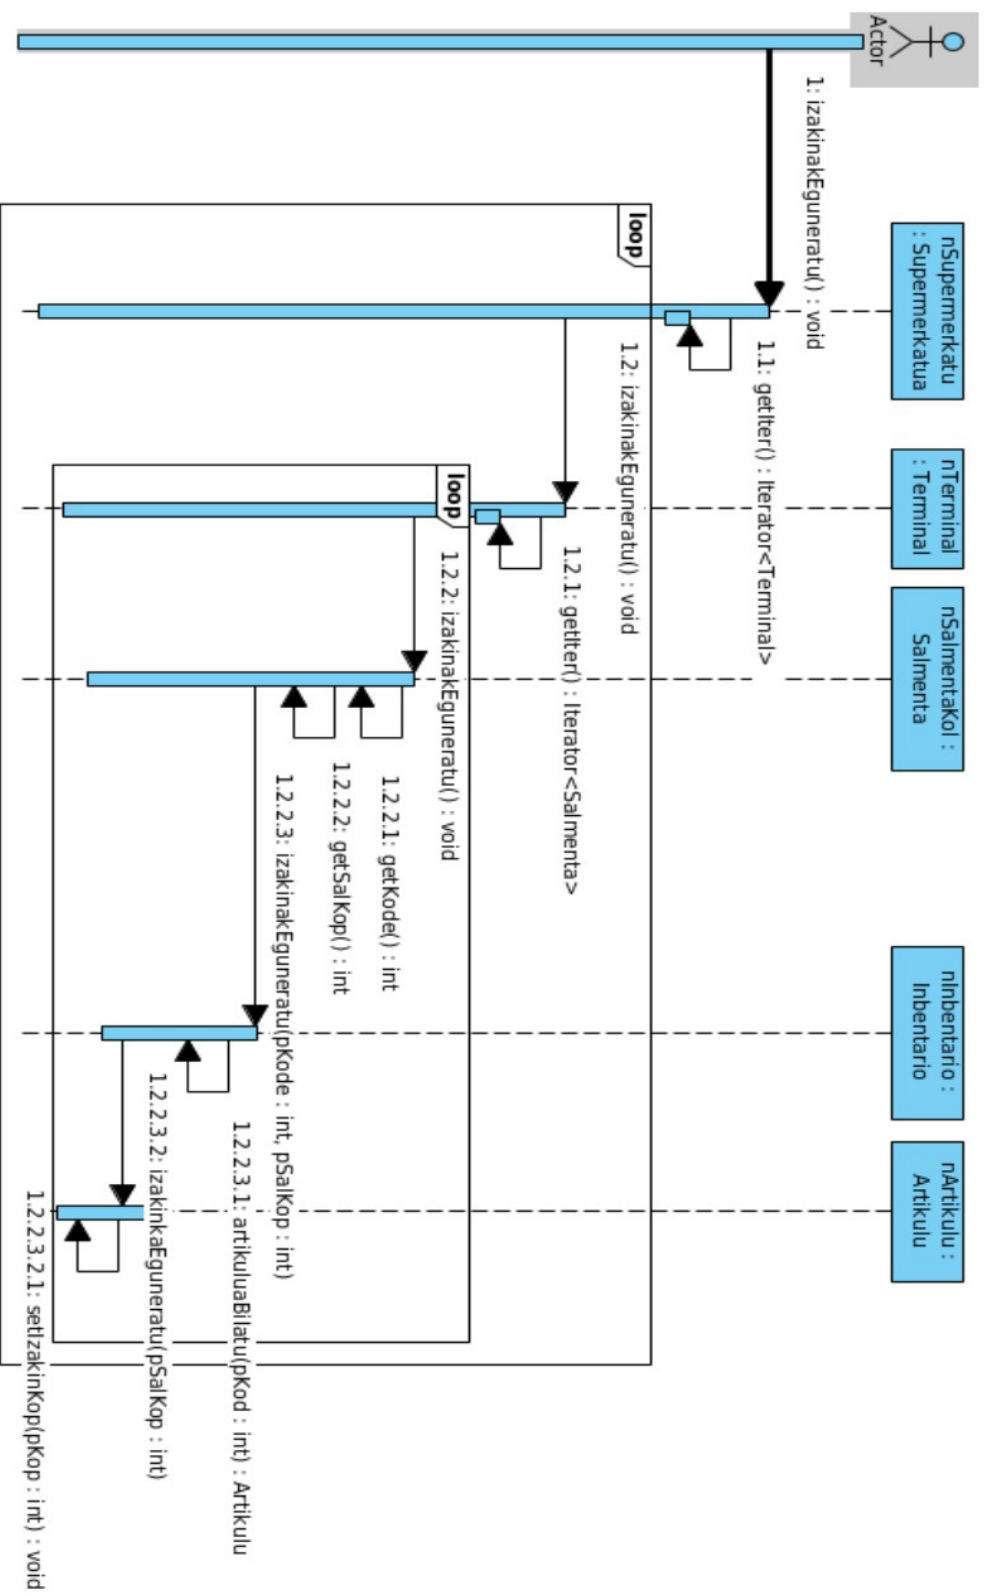 Actor
nSupermerkatu
: Supermerkatua
nTerminal
: Terminal
nSalmentaKol :
Salmenta
nInbentario :
Inbentario
nArtikulu :
Artikulu
1: izakinakEguneratu() : void
1.1: getIter() : Iterator<Terminal>
loop
1.2: izakinakEguneratu() : void
1.2.1: getIter() : Iterator<Salmenta>
loop
1.2.2: izakinakEguneratu() : void
1.2.2.1: getKode() : int
1.2.2.2: getSalKop() : int
1.2.2.3: izakinakEguneratu(pKode : int, pSalKop : int)
1.2.2.3.1: artikuluaBilatu(pKod : int) : Artikulu
1.2.2.3.2: izakinkaEguneratu(pSalKop : int)
1.2.2.3.2.1: setIzakinKop(pKop : int) : void